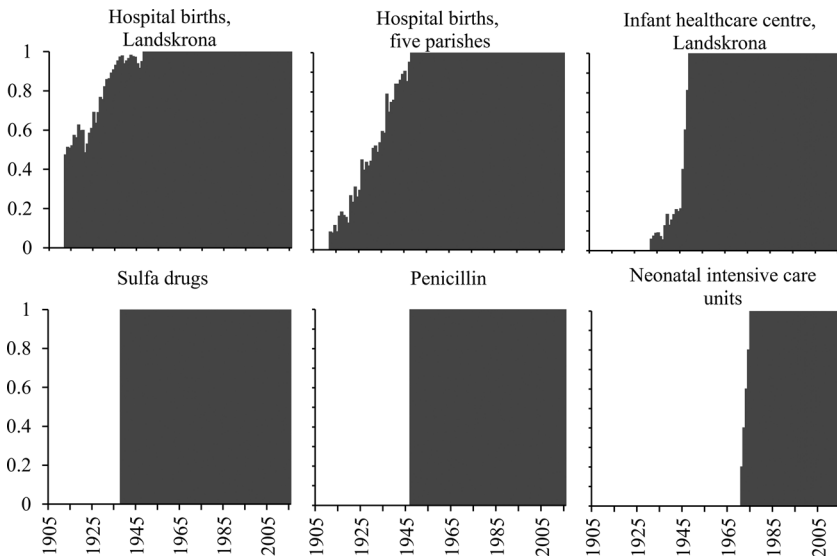 Hospital births,
Landskrona
Hospital births,
five parishes
Infant healthcare centre,
Landskrona
1
0.8
0.6
0.4
0.2
0
Sulfa drugs
Penicillin
Neonatal intensive care
units
1
0.8
0.6
0.4
0.2
0
1905 1925 1945 1965 1985 2005
1905 1925 1945 1965 1985 2005
1905 1925 1945 1965 1985 2005